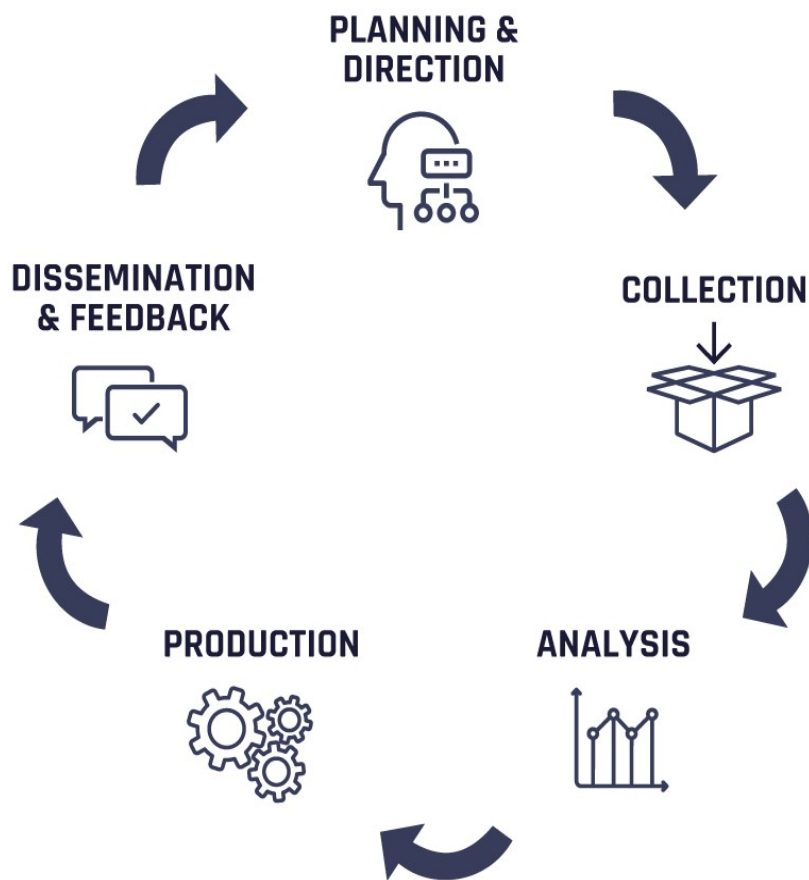 PLANNING &
DIRECTION
COLLECTION
ANALYSIS
PRODUCTION
DISSEMINATION
& FEEDBACK